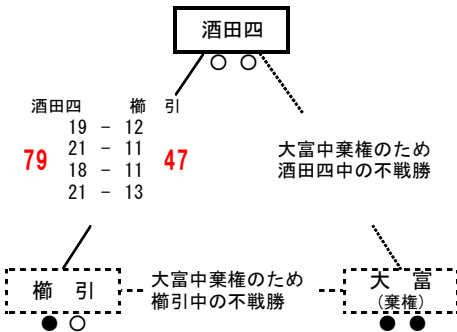 酒田四
○ ○
酒田四 櫛 引
19 - 12
79 21 - 11 47
18 - 11
21 - 13
大富中棄権のため
酒田四中の不戦勝
櫛 引
● ○
大富中棄権のため
櫛引中の不戦勝
大 富
(棄権)
● ●